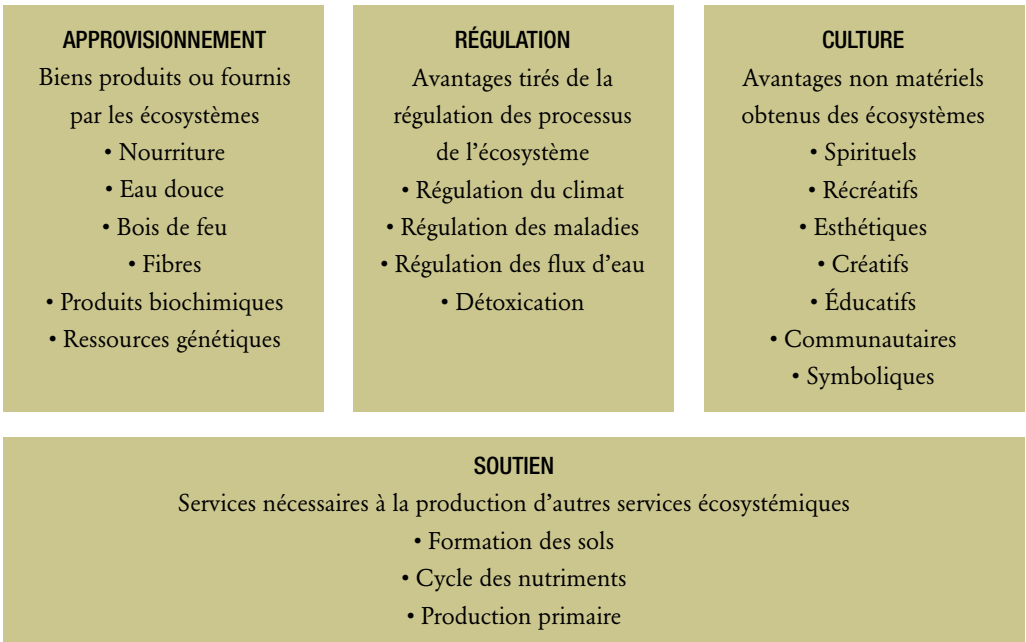 APPROVISIONNEMENT
Biens produits ou fournis
par les écosystèmes
• Nourriture
• Eau douce
• Bois de feu
• Fibres
• Produits biochimiques
• Ressources génétiques
RÉGULATION
Avantages tirés de la
régulation des processus
de l’écosystème
• Régulation du climat
• Régulation des maladies
• Régulation des flux d’eau
• Détoxication
CULTURE
Avantages non matériels
obtenus des écosystèmes
• Spirituels
• Récréatifs
• Esthétiques
• Créatifs
• Éducatifs
• Communautaires
• Symboliques
SOUTIEN
Services nécessaires à la production d’autres services écosystémiques
• Formation des sols
• Cycle des nutriments
• Production primaire